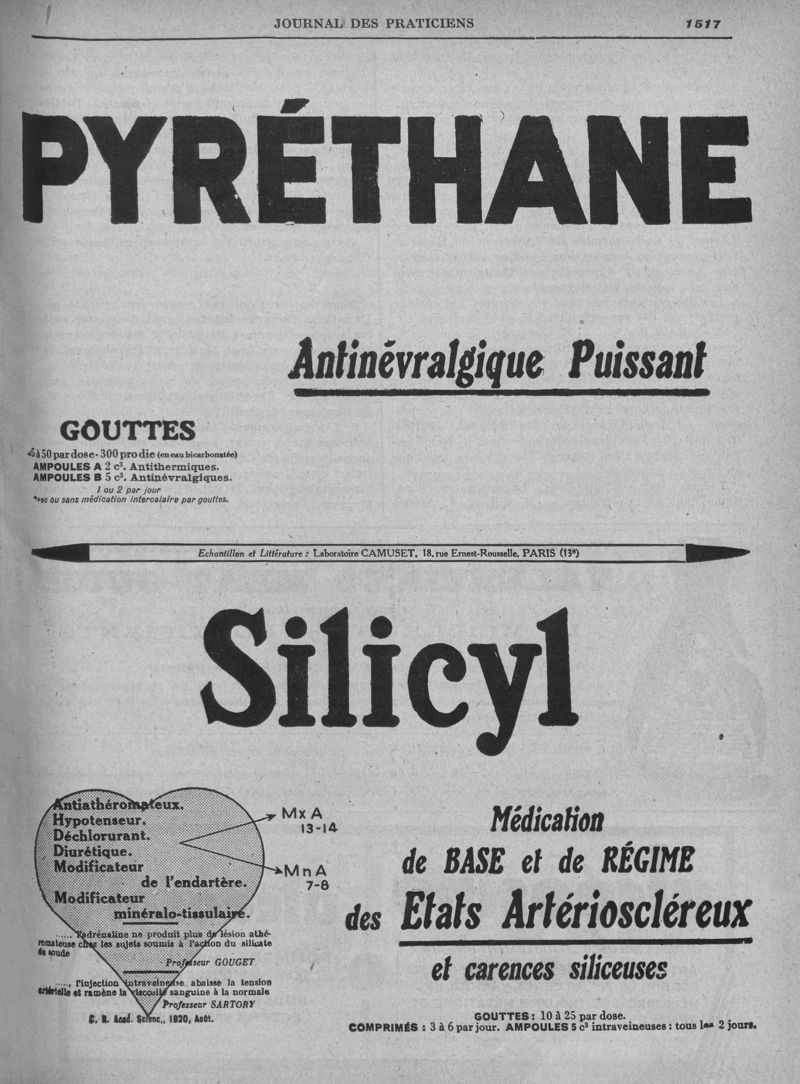 JOURNAL DES PRATICIENS 1517
PYRÉTHANE
Antinévralgique Puissant
GOUTTES
à 50 par dose - 300 pro die (en eau bicarbonatée)
AMPOULES A 2 c³. Antithermiques.
AMPOULES B 5 c³. Antinévralgiques.
1 ou 2 par jour
Avec ou sans médication intercalaire par gouttes.
Echantillon et Littérature : Laboratoire CAMUSET, 18, rue Ernest-Rousselle, PARIS (13e)
Silicyl
Antiathéromateux.
Hypotenseur.
Déchlorurant.
Diurétique.
Modificateur
de l'endartère.
Modificateur
minéralo-tissulaire.
MxA
13-14
MnA
7-8
...... L'adrénaline ne produit plus de lésion athé-
romateuse chez les sujets soumis à l'action du silicate
de soude
Professeur GOUGET.
....., l'injection intraveineuse abaisse la tension
artérielle et ramène la viscosité sanguine à la normale
Professeur SARTORY
C. R. Acad. Scienc., 1920, Août.
Médication
de BASE et de RÉGIME
des Etats Artérioscléreux
et carences siliceuses
GOUTTES : 10 à 25 par dose.
COMPRIMÉS : 3 à 6 par jour. AMPOULES 5 c³ intraveineuses : tous les 2 jours.